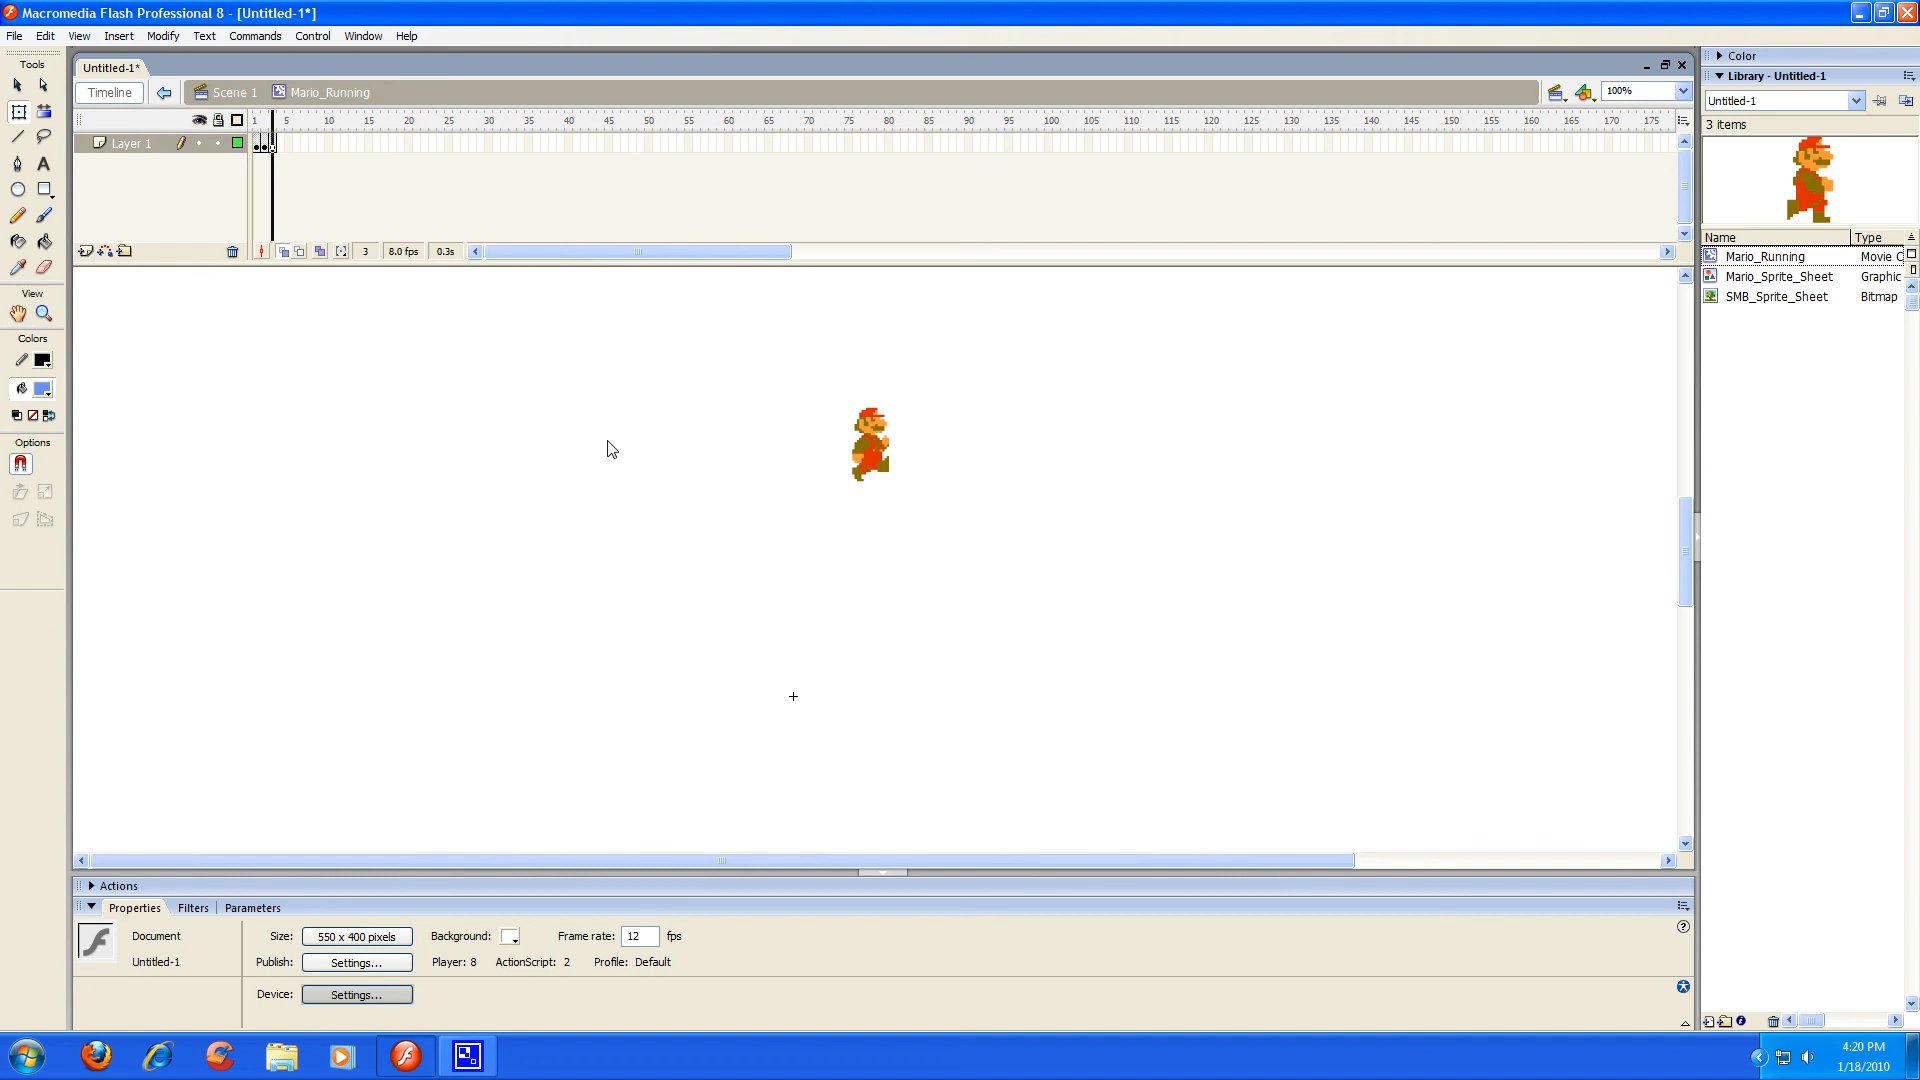 Macromedia Flash Professional 8 - [Untitled-1*]
File Edit View Insert Modify Text Commands Control Window Help
Tools
Untitled-1*
Timeline Scene 1 Mario_Running 100%
1 5 10 15 20 25 30 35 40 45 50 55 60 65 70 75 80 85 90 95 100 105 110 115 120 125 130 135 140 145 150 155 160 165 170 175
Layer 1
3 8.0 fps 0.3s
A
View
Colors
Options
Color
Library - Untitled-1
Untitled-1
3 items
Name Type
Mario_Running Movie C
Mario_Sprite_Sheet Graphic
SMB_Sprite_Sheet Bitmap
Actions
Properties Filters Parameters
Document Size: 550 x 400 pixels Background: Frame rate: 12 fps
Untitled-1 Publish: Settings... Player: 8 ActionScript: 2 Profile: Default
Device: Settings...
4:20 PM
1/18/2010